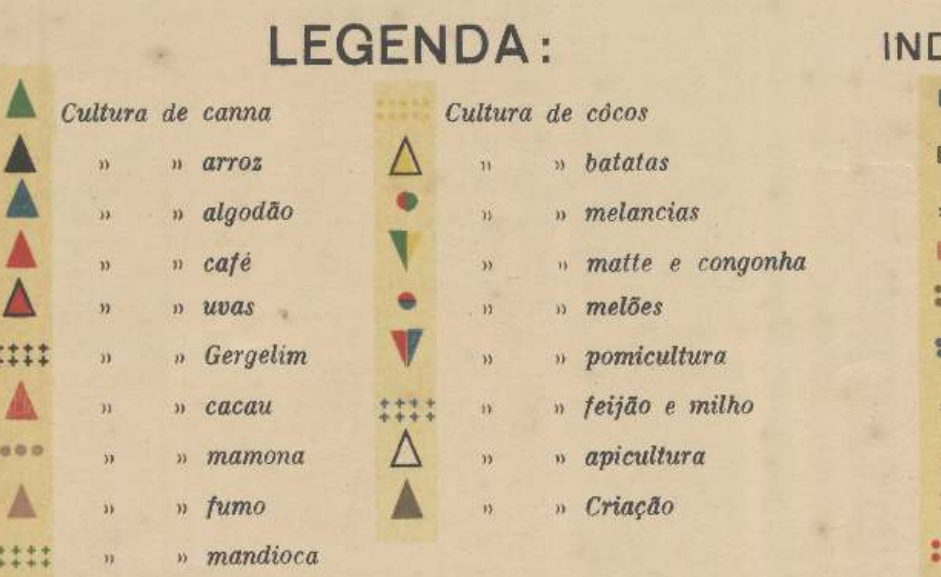 LEGENDA:
IND
Cultura de canna
» » arroz
» » algodão
» » café
» » uvas
» » Gergelim
» » cacau
» » mamona
» » fumo
» » mandioca
Cultura de côcos
» » batatas
» » melancias
» » matte e congonha
» » melões
» » pomicultura
» » feijão e milho
» » apicultura
» » Criação